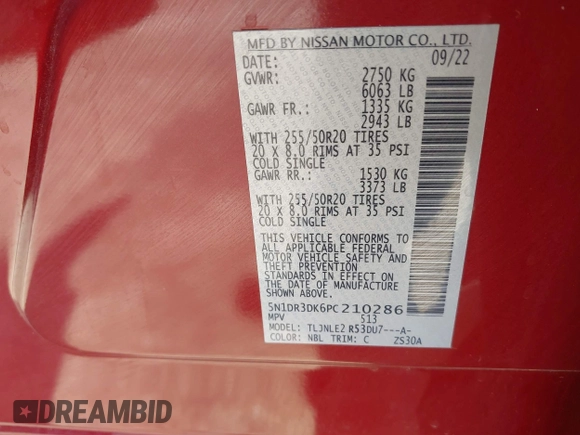 MFD BY NISSAN MOTOR CO., LTD.
DATE: 09/22
GVWR: 2750 KG
6063 LB
GAWR FR.: 1335 KG
2943 LB
WITH 255/50R20 TIRES
20 X 8.0 RIMS AT 35 PSI
COLD SINGLE
GAWR RR.: 1530 KG
3373 LB
WITH 255/50R20 TIRES
20 X 8.0 RIMS AT 35 PSI
COLD SINGLE
THIS VEHICLE CONFORMS TO
ALL APPLICABLE FEDERAL
MOTOR VEHICLE SAFETY AND
THEFT PREVENTION
STANDARDS IN EFFECT ON
THE DATE OF MFR SHOWN ABOVE.
5N1DR3DK6PC210286
MPV S13
MODEL: TLJNLE2 R53DU7---A-
COLOR: NBL TRIM: C ZS30A
DREAMBID